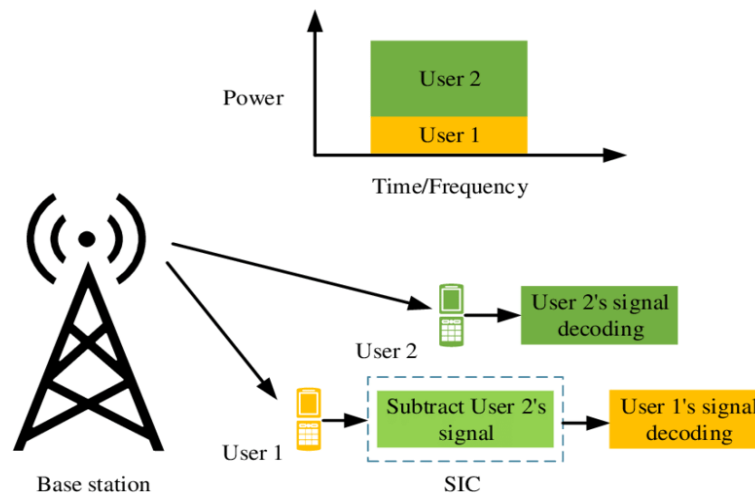 User 2
Power
User 1
Time/Frequency
User 2's signal
decoding
User 2
Subtract User 2's
signal
User 1's signal
decoding
User 1
Base station
SIC